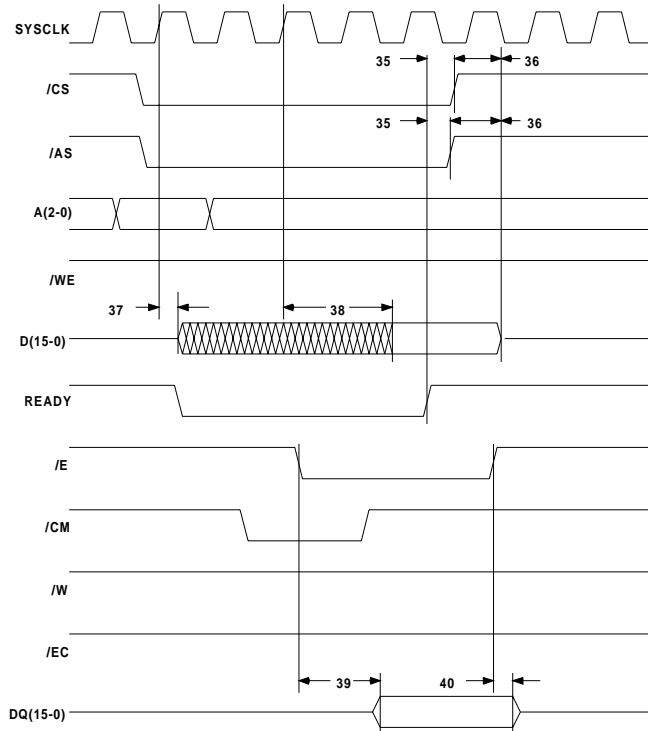 SYSCLK
35 36
/CS
35 36
/AS
A(2-0)
/WE
37 38
D(15-0)
READY
/E
/CM
/W
/EC
39 40
DQ(15-0)